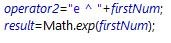 operator2="e ^ "+firstNum;
result=Math.exp(firstNum);